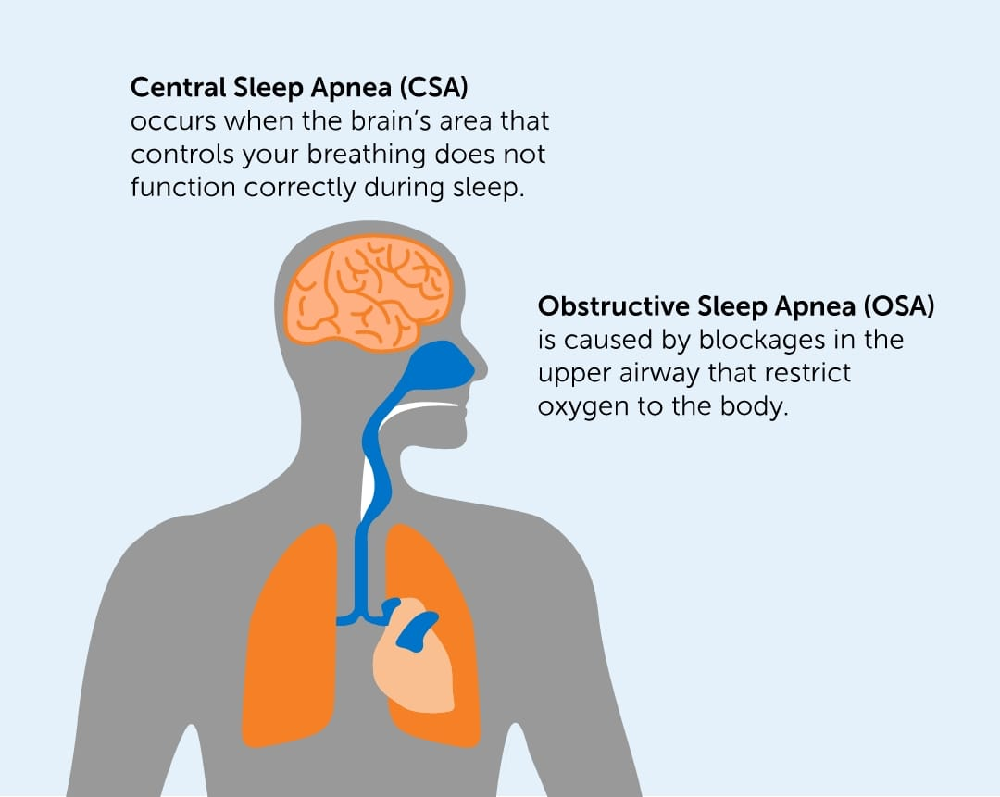 Central Sleep Apnea (CSA)
occurs when the brain’s area that
controls your breathing does not
function correctly during sleep.
Obstructive Sleep Apnea (OSA)
is caused by blockages in the
upper airway that restrict
oxygen to the body.